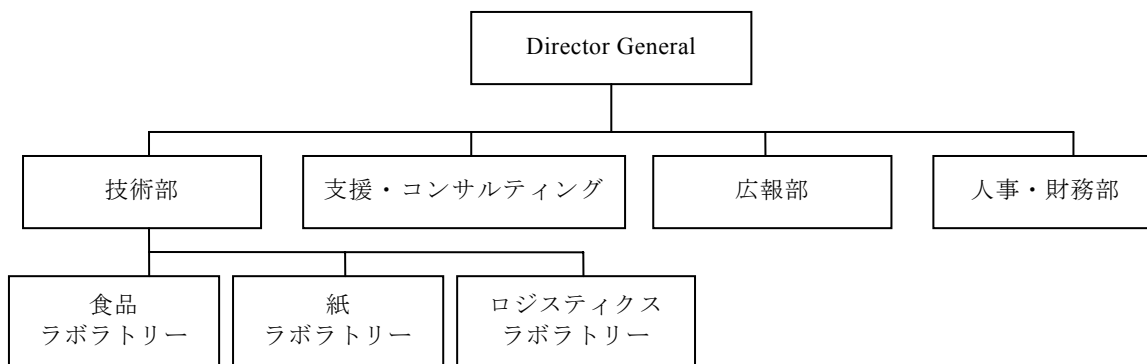 Director General
技術部
支援・コンサルティング
広報部
人事・財務部
食品
ラボラトリー
紙
ラボラトリー
ロジスティクス
ラボラトリー